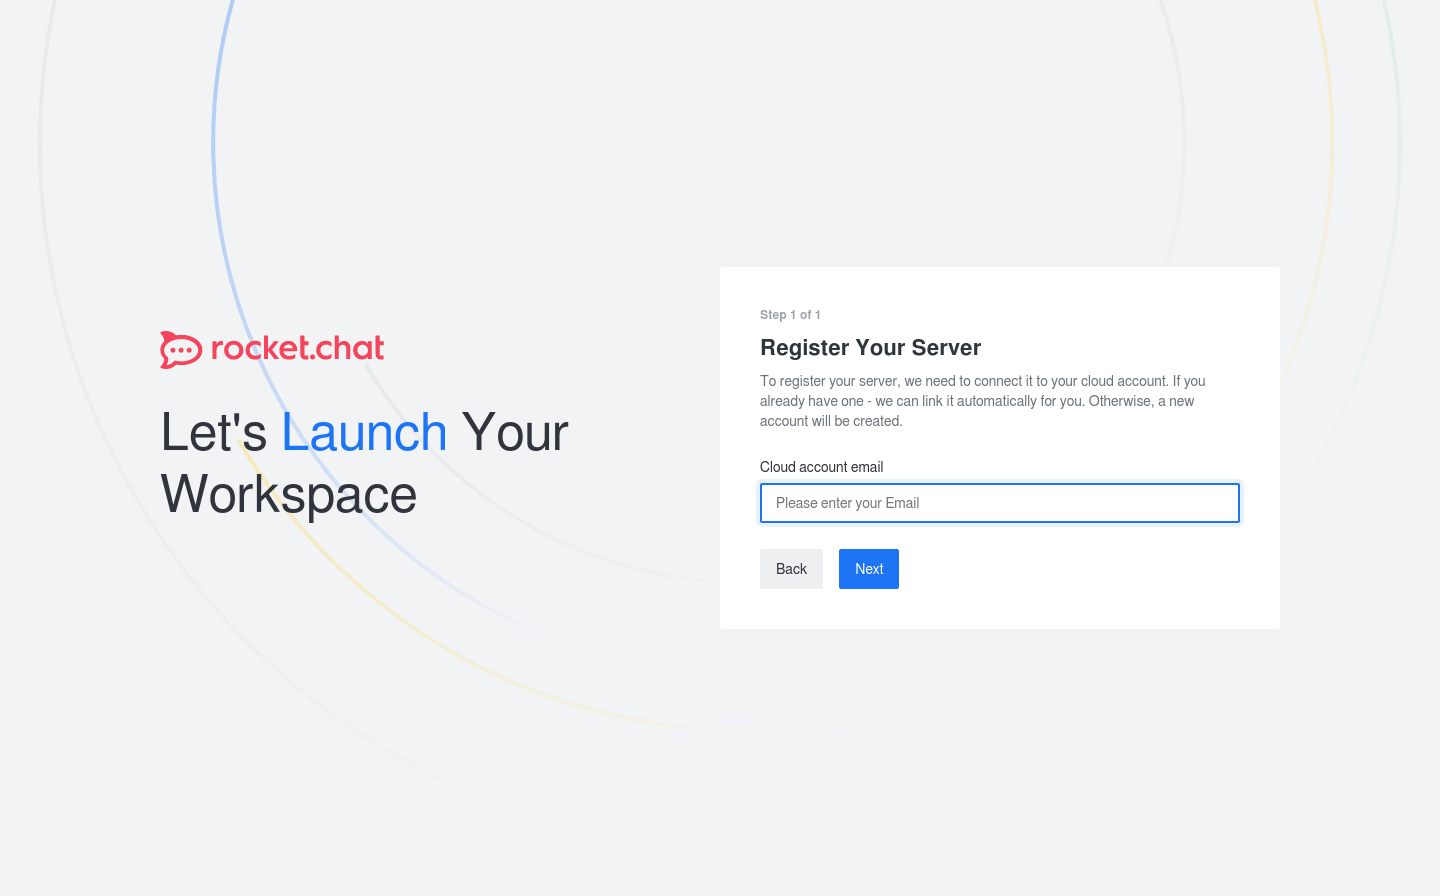 rocket.chat
Let's Launch Your
Workspace
Step 1 of 1
Register Your Server
To register your server, we need to connect it to your cloud account. If you
already have one - we can link it automatically for you. Otherwise, a new
account will be created.
Cloud account email
Please enter your Email
Back
Next